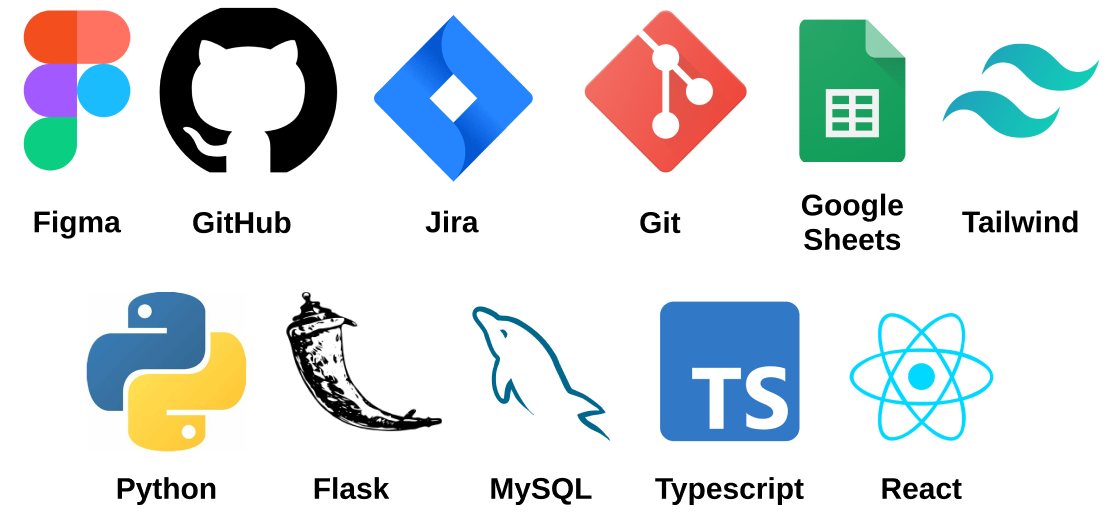 Figma
GitHub
Jira
Git
Google
Sheets
Tailwind
TS
Python
Flask
MySQL
Typescript
React